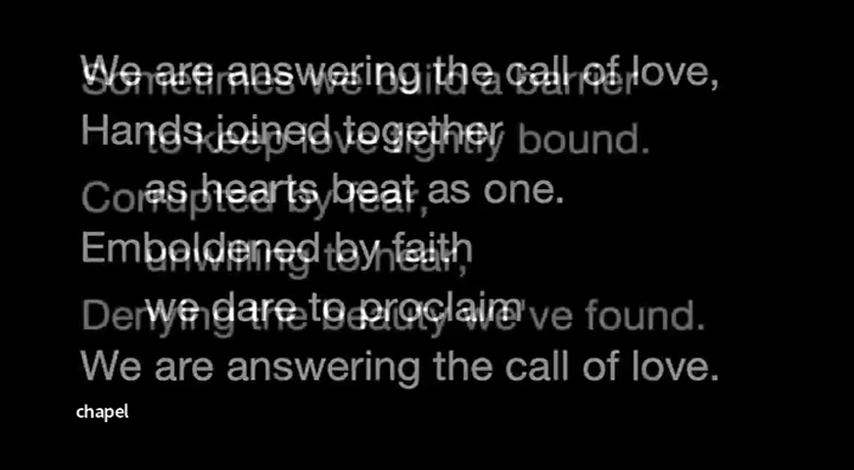 We are answering the call of love,
Sometimes we build a barrier
Hands joined together
to keep love tightly bound.
as hearts beat as one.
Corrupted by fear,
Emboldened by faith
unwilling to hear,
we dare to proclaim
Denying the beauty we've found.
We are answering the call of love.
chapel